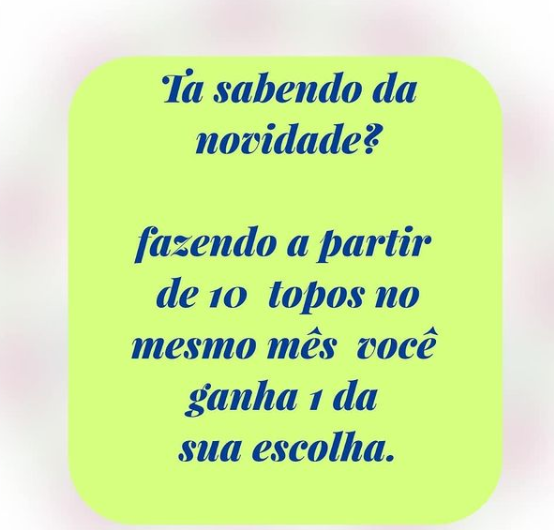 Ta sabendo da
novidade?
fazendo a partir
de 10 topos no
mesmo mês você
ganha 1 da
sua escolha.